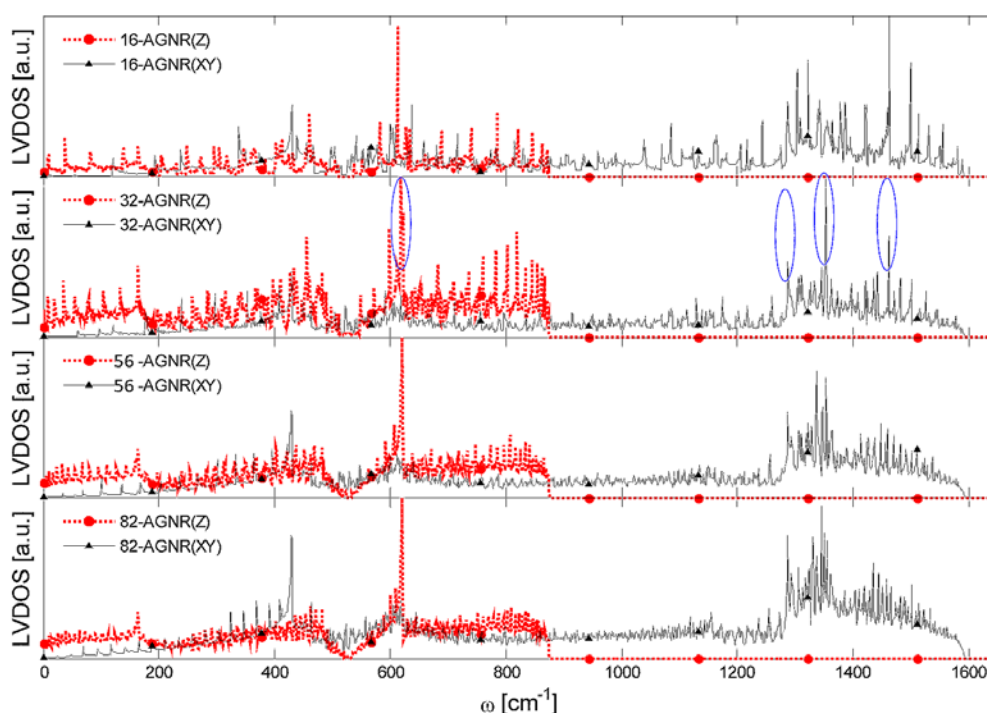 LVDOS [a.u.]
16-AGNR(Z)
16-AGNR(XY)
LVDOS [a.u.]
32-AGNR(Z)
32-AGNR(XY)
LVDOS [a.u.]
56 -AGNR(Z)
56 -AGNR(XY)
LVDOS [a.u.]
82-AGNR(Z)
82-AGNR(XY)
0 200 400 600 800 1000 1200 1400 1600
ω [cm⁻¹]